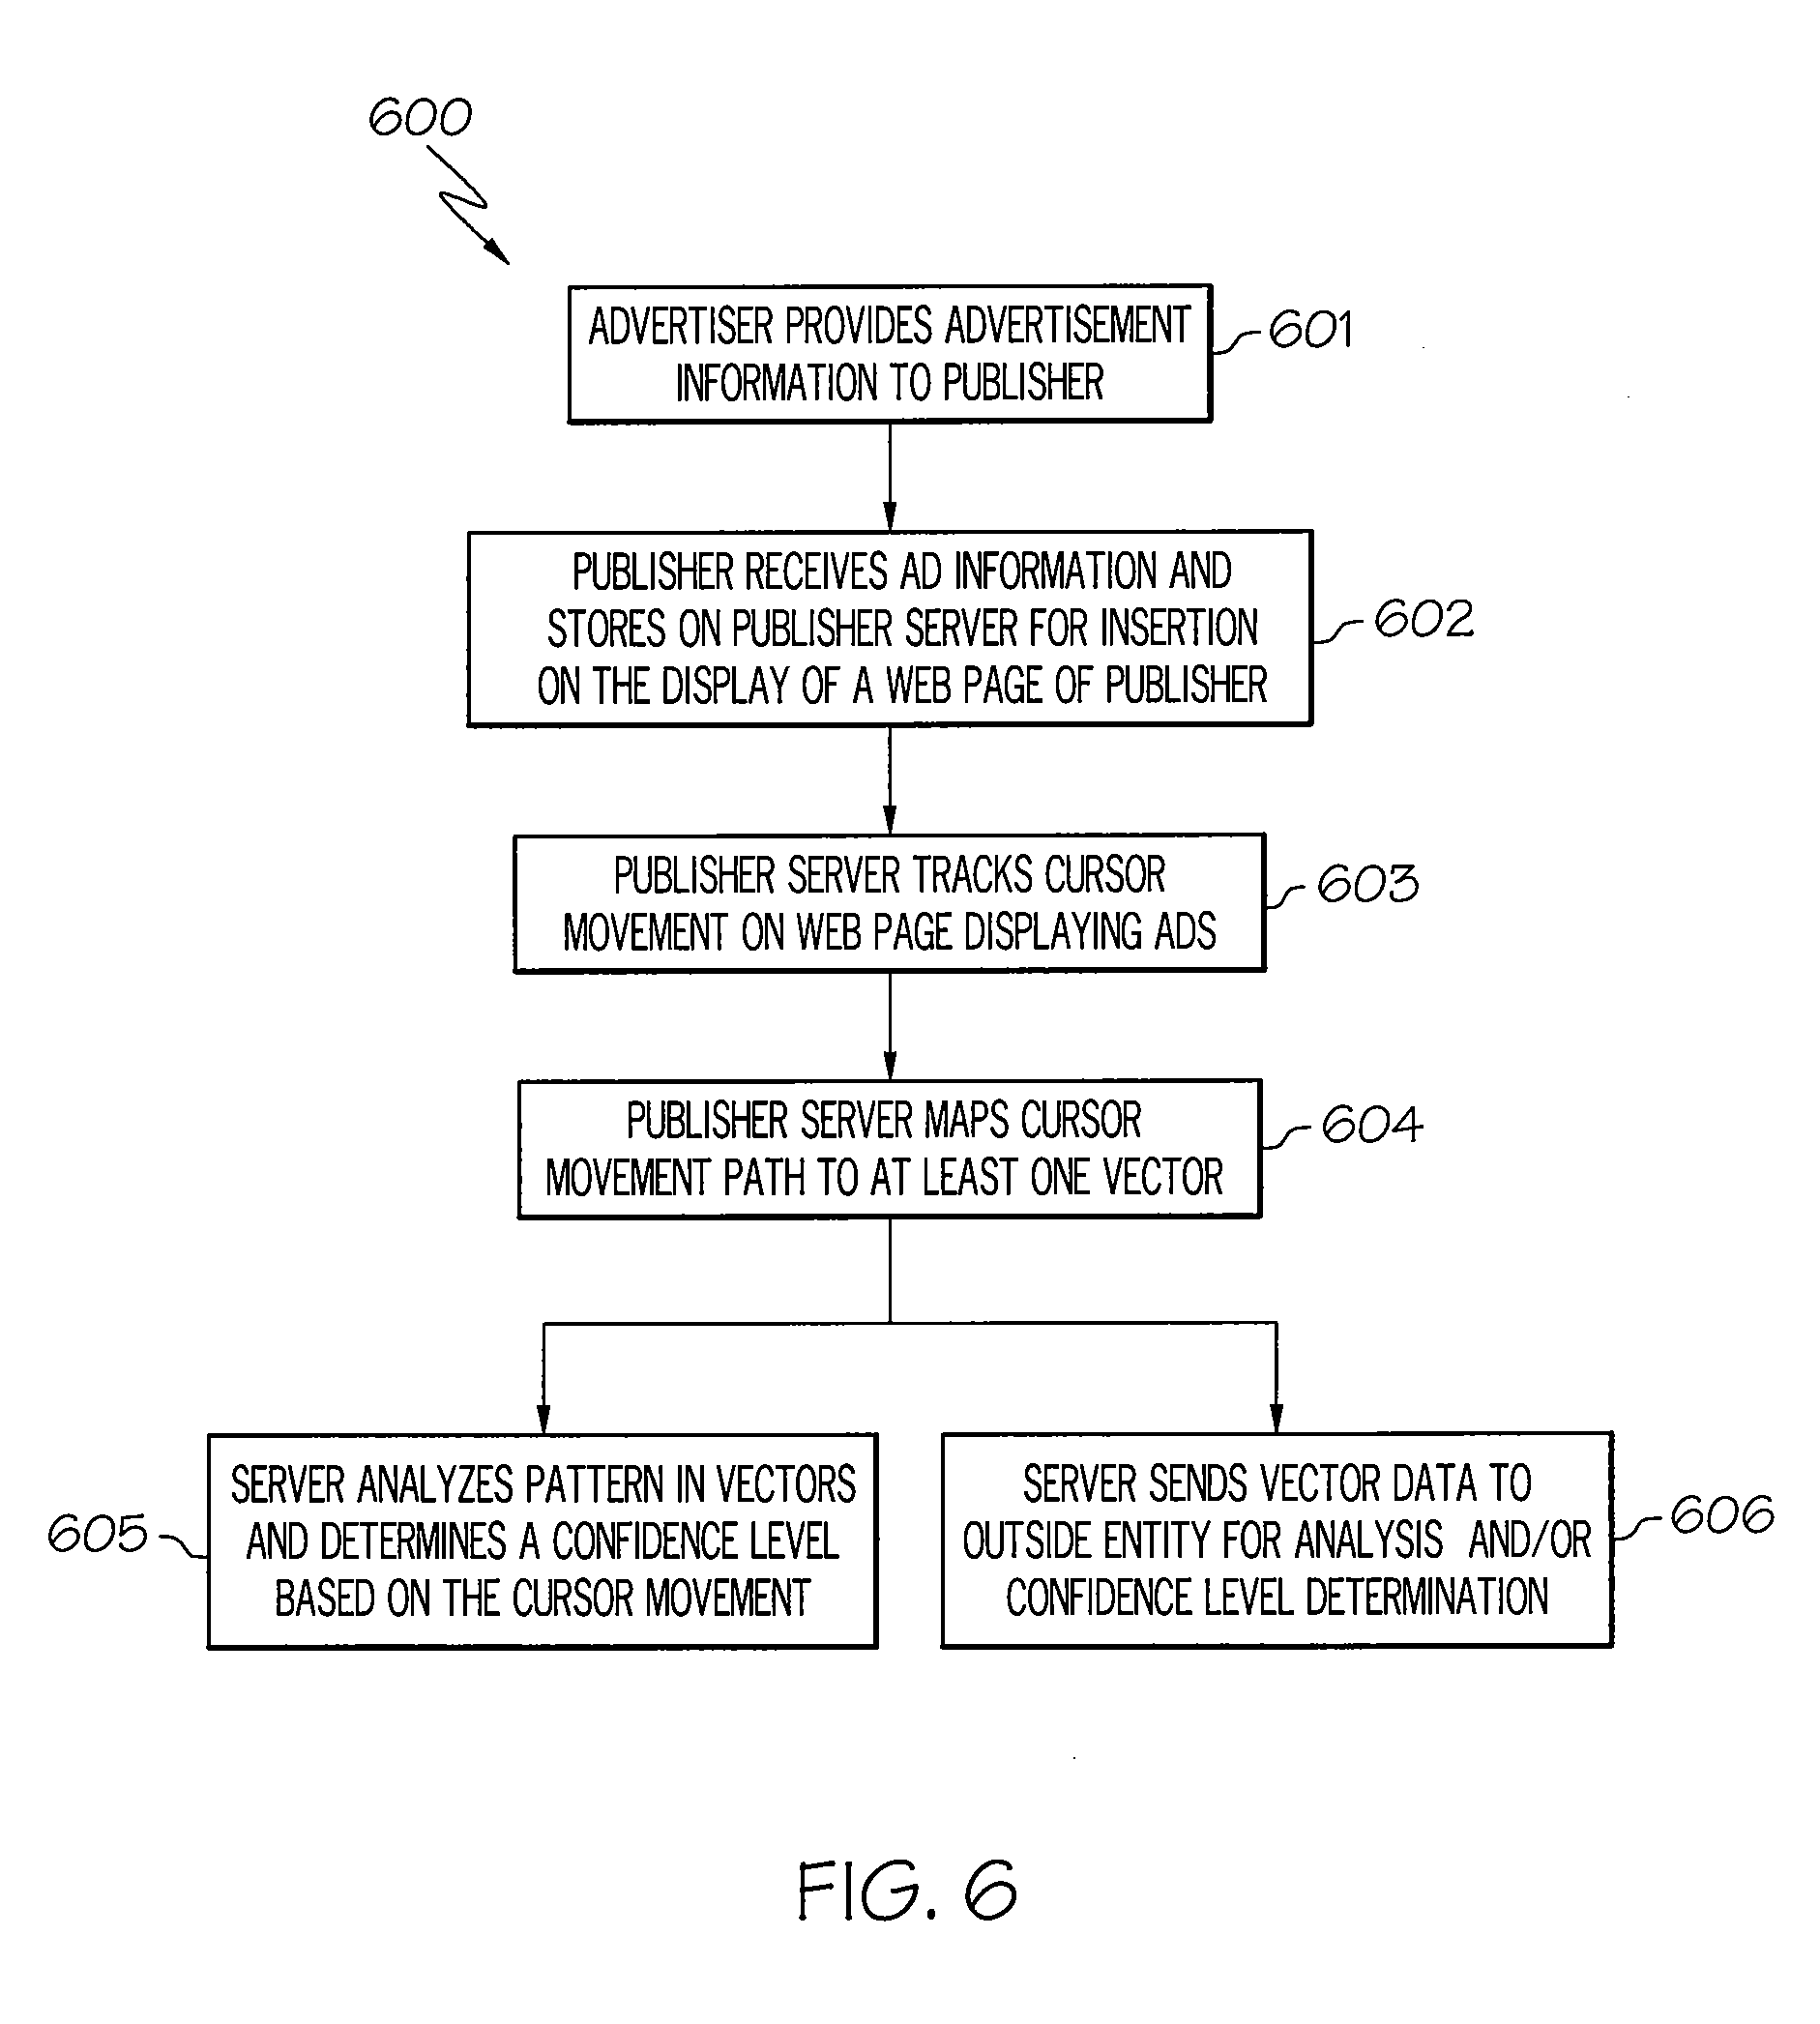 600
ADVERTISER PROVIDES ADVERTISEMENT
INFORMATION TO PUBLISHER
601
PUBLISHER RECEIVES AD INFORMATION AND
STORES ON PUBLISHER SERVER FOR INSERTION
ON THE DISPLAY OF A WEB PAGE OF PUBLISHER
602
PUBLISHER SERVER TRACKS CURSOR
MOVEMENT ON WEB PAGE DISPLAYING ADS
603
PUBLISHER SERVER MAPS CURSOR
MOVEMENT PATH TO AT LEAST ONE VECTOR
604
605
SERVER ANALYZES PATTERN IN VECTORS
AND DETERMINES A CONFIDENCE LEVEL
BASED ON THE CURSOR MOVEMENT
SERVER SENDS VECTOR DATA TO
OUTSIDE ENTITY FOR ANALYSIS AND/OR
CONFIDENCE LEVEL DETERMINATION
606
FIG. 6